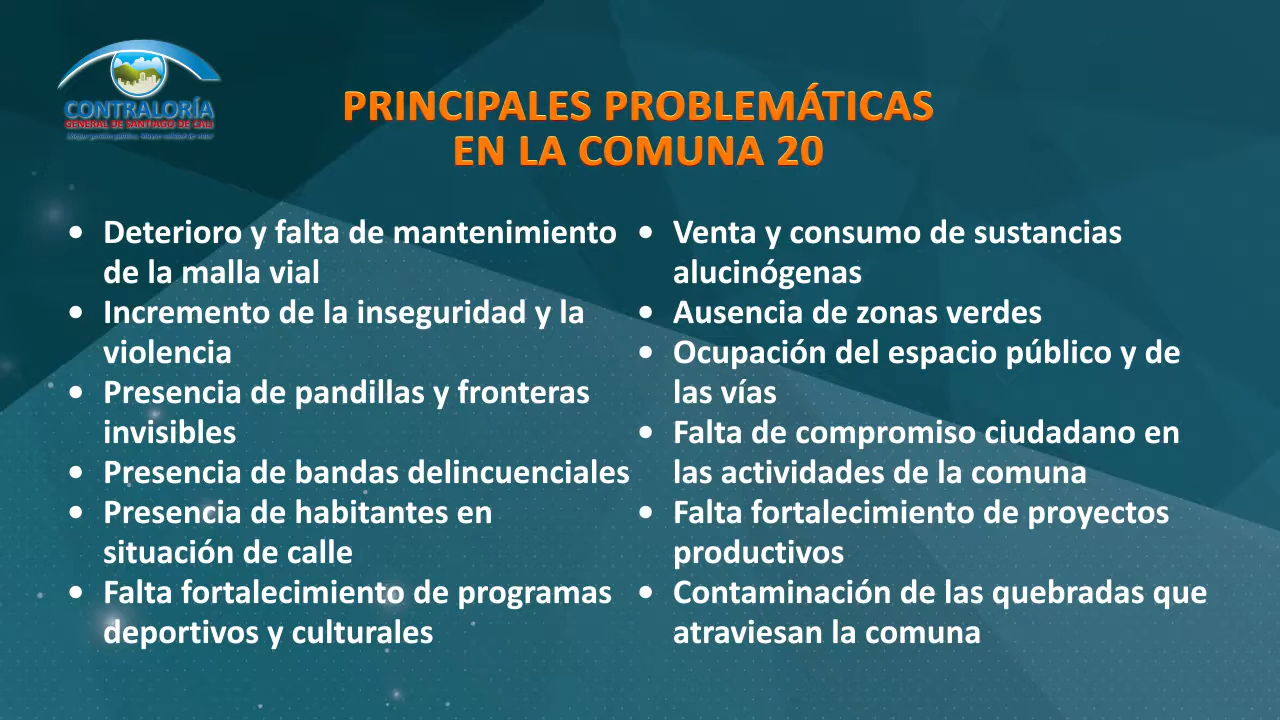 CONTRALORÍA
GENERAL DE SANTIAGO DE CALI
PRINCIPALES PROBLEMÁTICAS
EN LA COMUNA 20
• Deterioro y falta de mantenimiento
de la malla vial
• Incremento de la inseguridad y la
violencia
• Presencia de pandillas y fronteras
invisibles
• Presencia de bandas delincuenciales
• Presencia de habitantes en
situación de calle
• Falta fortalecimiento de programas
deportivos y culturales
• Venta y consumo de sustancias
alucinógenas
• Ausencia de zonas verdes
• Ocupación del espacio público y de
las vías
• Falta de compromiso ciudadano en
las actividades de la comuna
• Falta fortalecimiento de proyectos
productivos
• Contaminación de las quebradas que
atraviesan la comuna